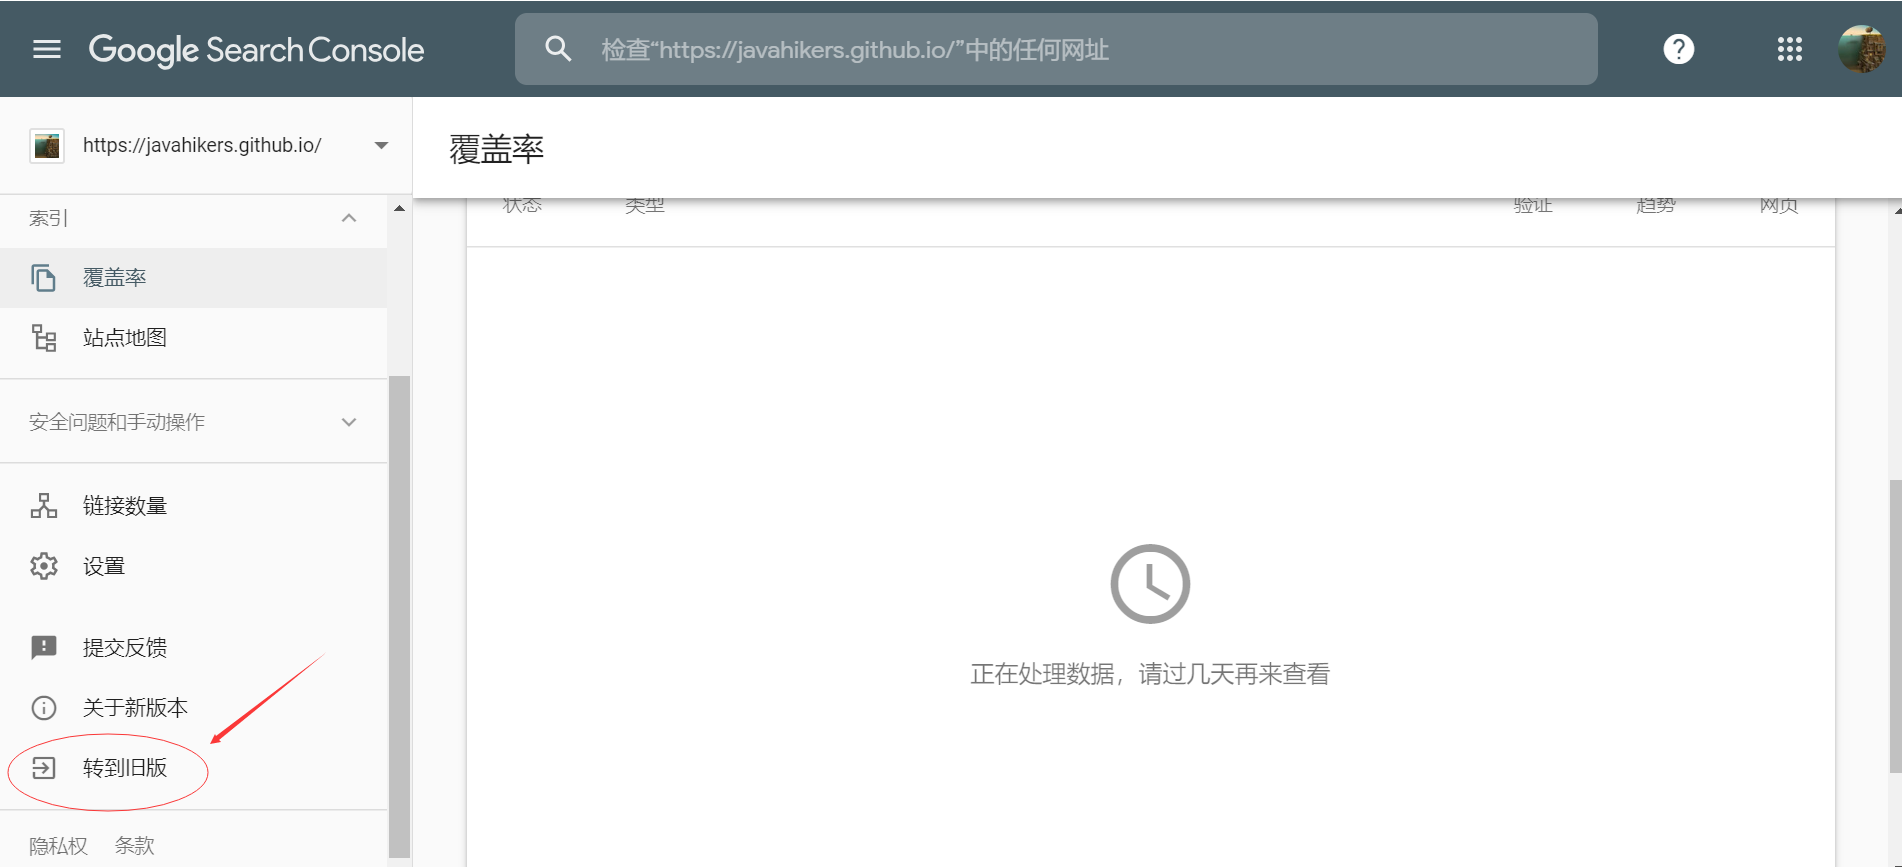 Google Search Console
检查“https://javahikers.github.io/”中的任何网址
https://javahikers.github.io/
覆盖率
索引
覆盖率
站点地图
安全问题和手动操作
链接数量
设置
提交反馈
关于新版本
转到旧版
隐私权 条款
状态 类型 验证 趋势 网页
正在处理数据，请过几天再来查看